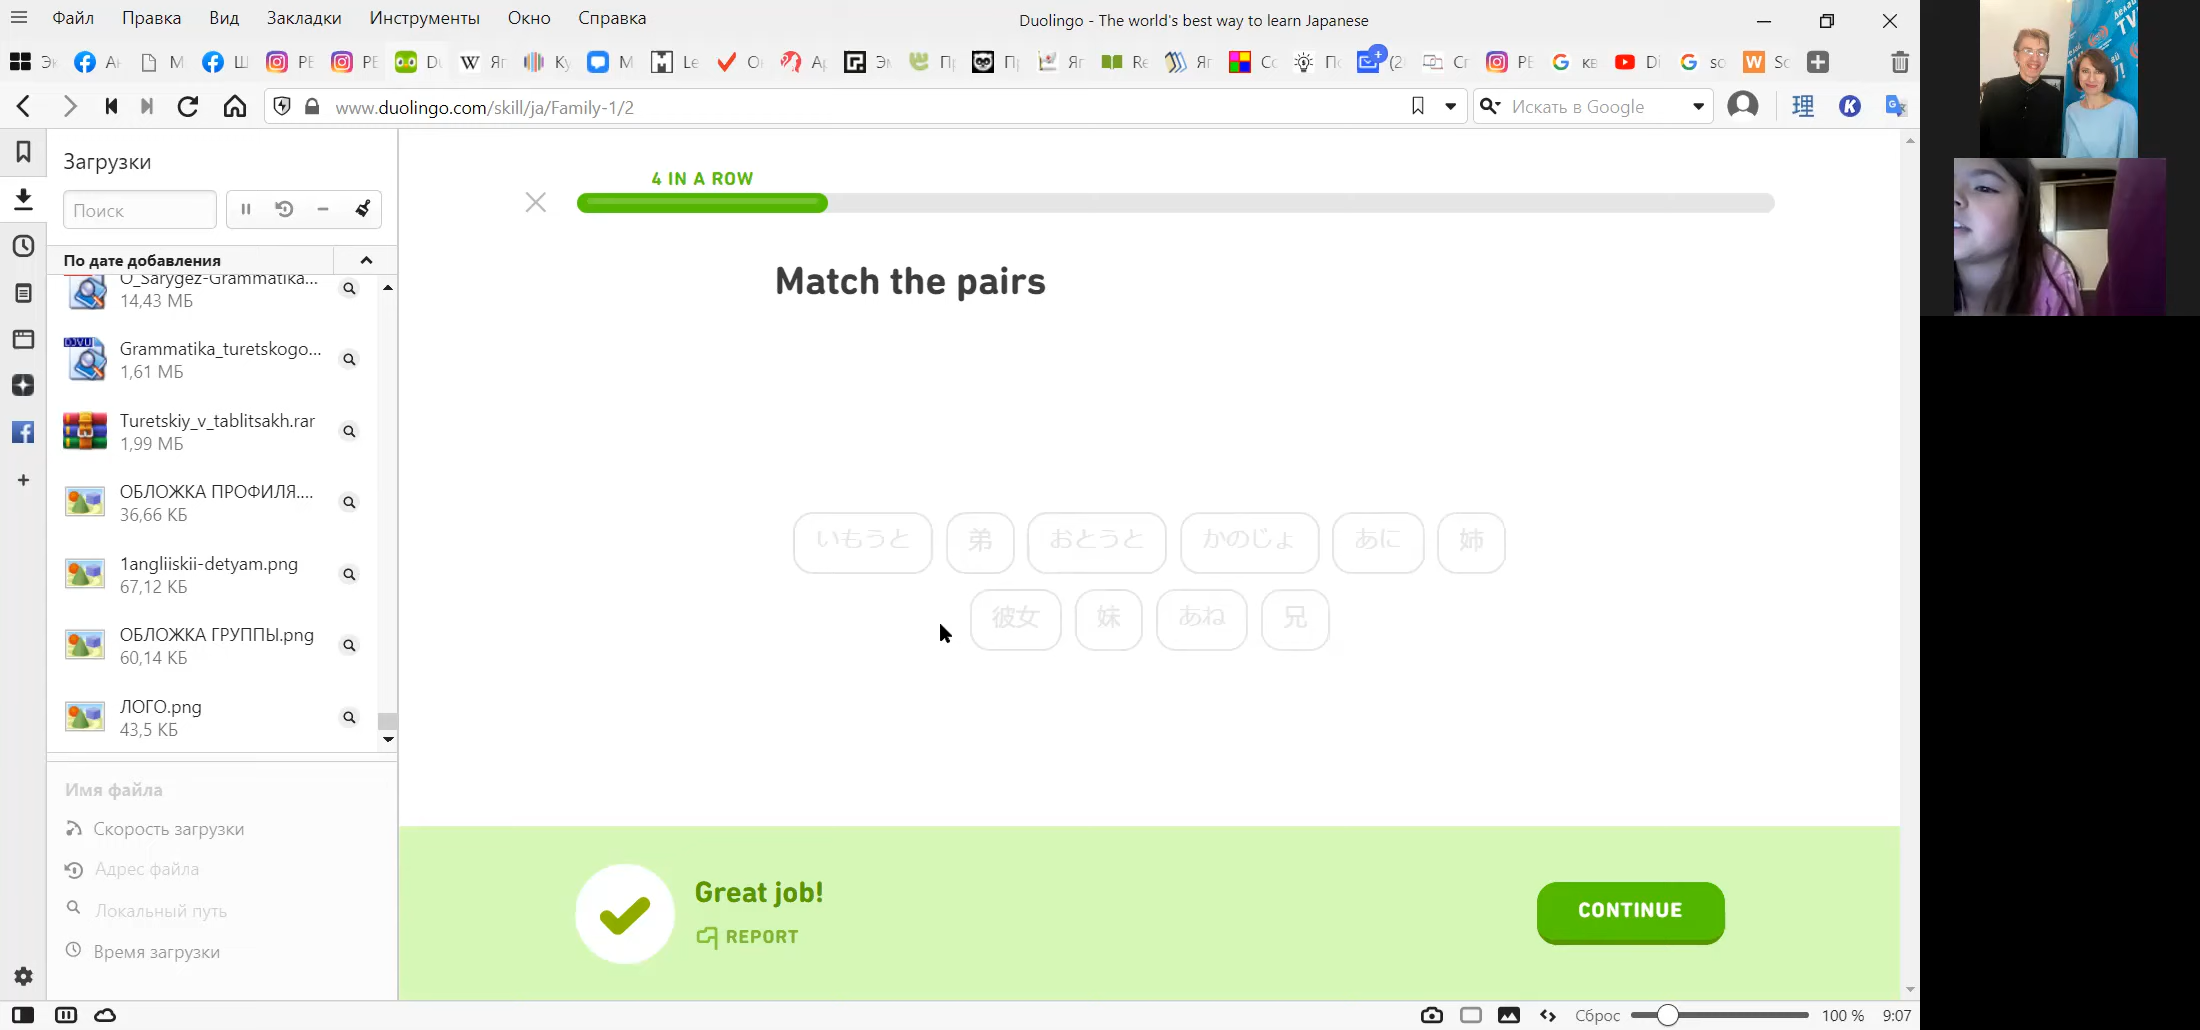 Файл Правка Вид Закладки Инструменты Окно Справка Duolingo - The world's best way to learn Japanese
www.duolingo.com/skill/ja/Family-1/2 Искать в Google
Загрузки
Поиск
По дате добавления
O_Sarygez-Grammatika...
14,43 МБ
Grammatika_turetskogo...
1,61 МБ
Turetskiy_v_tablitsakh.rar
1,99 МБ
ОБЛОЖКА ПРОФИЛЯ....
36,66 КБ
1angliiskii-detyam.png
67,12 КБ
ОБЛОЖКА ГРУППЫ.png
60,14 КБ
ЛОГО.png
43,5 КБ
Имя файла
Скорость загрузки
Адрес файла
Локальный путь
Время загрузки
4 IN A ROW
Match the pairs
いもうと 弟 おとうと かのじょ あに 姉
彼女 妹 あね 兄
Great job!
REPORT
CONTINUE
Сброс 100 % 9:07